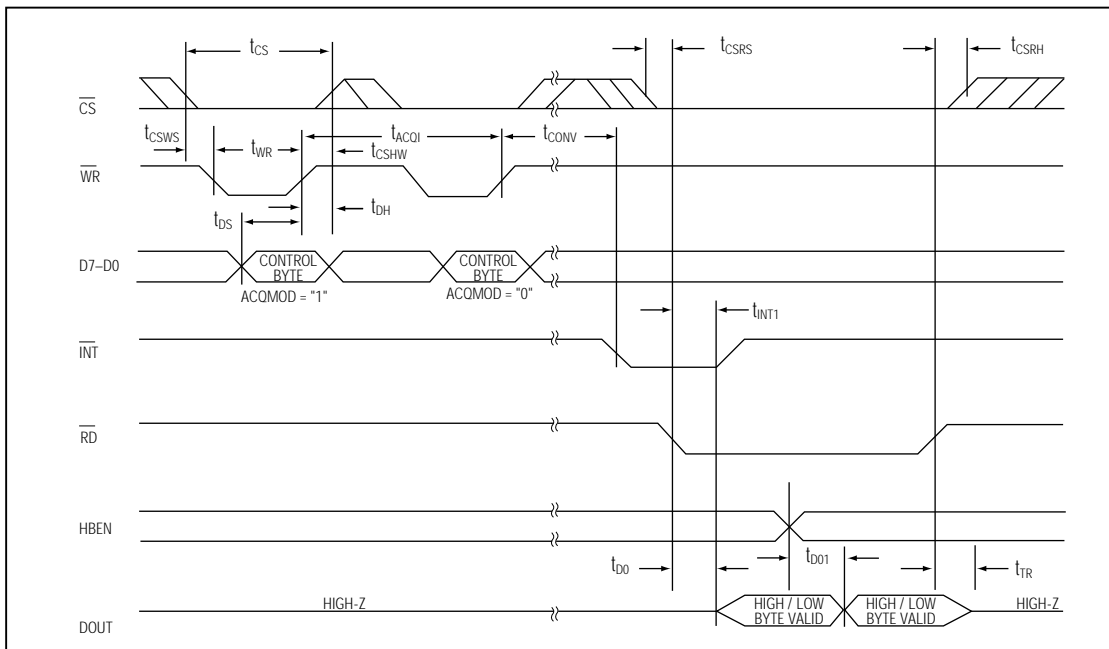 tCS
tCSRS
tCSRH
CS
tCSWS
tWR
tACQI
tCONV
tCSHW
WR
tDS
tDH
D7–D0
CONTROL
BYTE
CONTROL
BYTE
ACQMOD = "1"
ACQMOD = "0"
tINT1
INT
RD
HBEN
tD0
tD01
tTR
HIGH-Z
HIGH / LOW
BYTE VALID
HIGH / LOW
BYTE VALID
HIGH-Z
DOUT